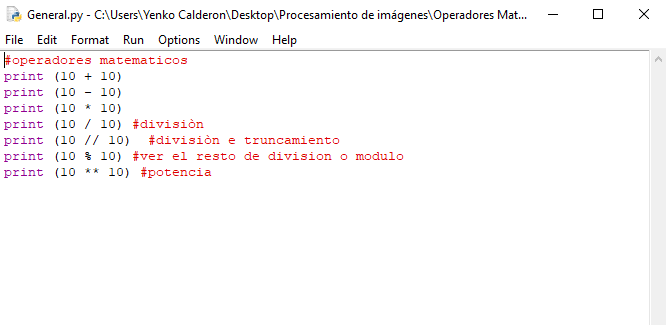 General.py - C:\Users\Yenko Calderon\Desktop\Procesamiento de imágenes\Operadores Mat...
File Edit Format Run Options Window Help
#operadores matematicos
print (10 + 10)
print (10 - 10)
print (10 * 10)
print (10 / 10) #divisiòn
print (10 // 10)  #divisiòn e truncamiento
print (10 % 10) #ver el resto de division o modulo
print (10 ** 10) #potencia